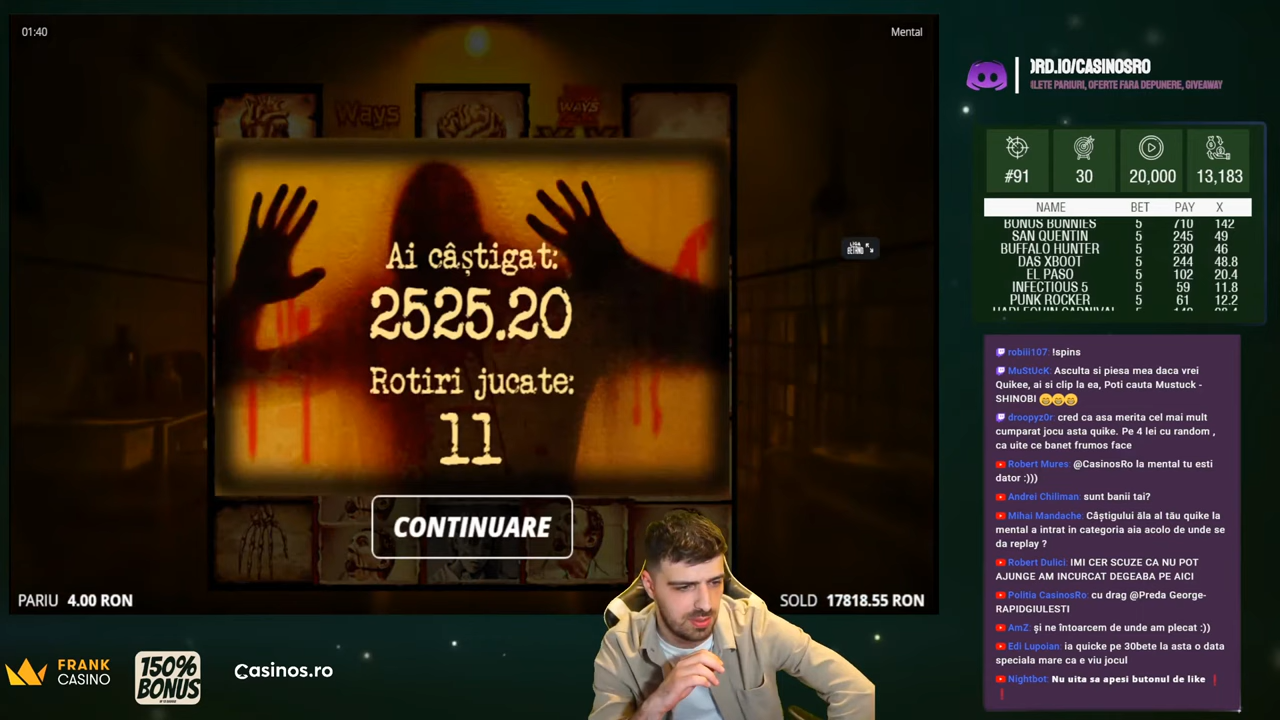 01:40
Mental
Ways
WAYS
Ai câștigat:
2525.20
Rotiri jucate:
11
CONTINUARE
PARIU 4.00 RON
SOLD 17818.55 RON
FRANK
CASINO
150%
BONUS
Casinos.ro
ORD.IO/CASINOSRO
LETE PARIURI, OFERTE FARA DEPUNERE, GIVEAWAY
#91 30 20,000 13,183
NAME BET PAY X
BONUS BUNNIES 5 710 142
SAN QUENTIN 5 245 49
BUFFALO HUNTER 5 230 46
DAS XBOOT 5 244 48.8
EL PASO 5 102 20.4
INFECTIOUS 5 5 59 11.8
PUNK ROCKER 5 61 12.2
robiii107: !spins
MuStUcK: Asculta si piesa mea daca vrei
Quikee, ai si clip la ea, Poti cauta Mustuck -
SHINOBI
droopyz0r: cred ca asa merita cel mai mult
cumparat jocu asta quike. Pe 4 lei cu random ,
ca uite ce banet frumos face
Robert Mures: @CasinosRo la mental tu esti
dator :)))
Andrei Chiliman: sunt banii tai?
Mihai Mandache: Câștigului ăla al tău quike la
mental a intrat in categoria aia acolo de unde se
da replay ?
Robert Dulici: IMI CER SCUZE CA NU POT
AJUNGE AM INCURCAT DEGEABA PE AICI
Politia CasinosRo: cu drag @Preda George-
RAPIDGIULESTI
AmZ: și ne întoarcem de unde am plecat :))
Edi Lupoian: ia quicke pe 30bete la asta o data
speciala mare ca e viu jocul
Nightbot: Nu uita sa apesi butonul de like